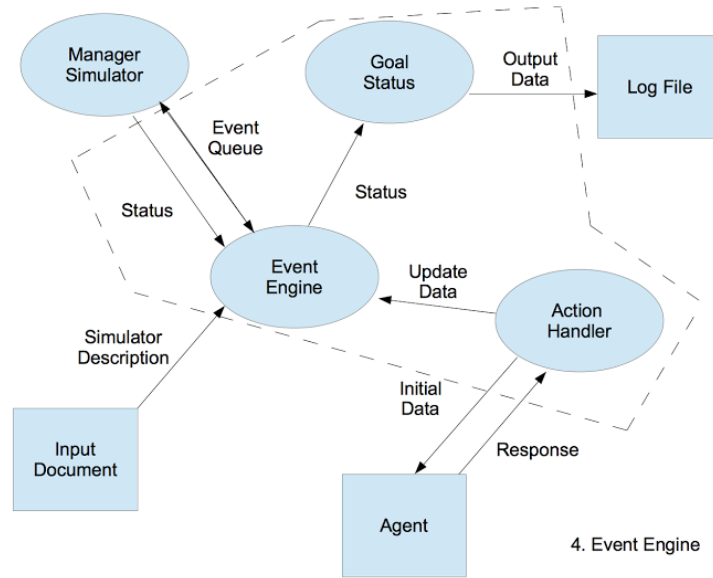 Manager
Simulator
Goal
Status
Output
Data
Log File
Event
Queue
Status
Status
Event
Engine
Update
Data
Action
Handler
Simulator
Description
Initial
Data
Input
Document
Response
Agent
4. Event Engine